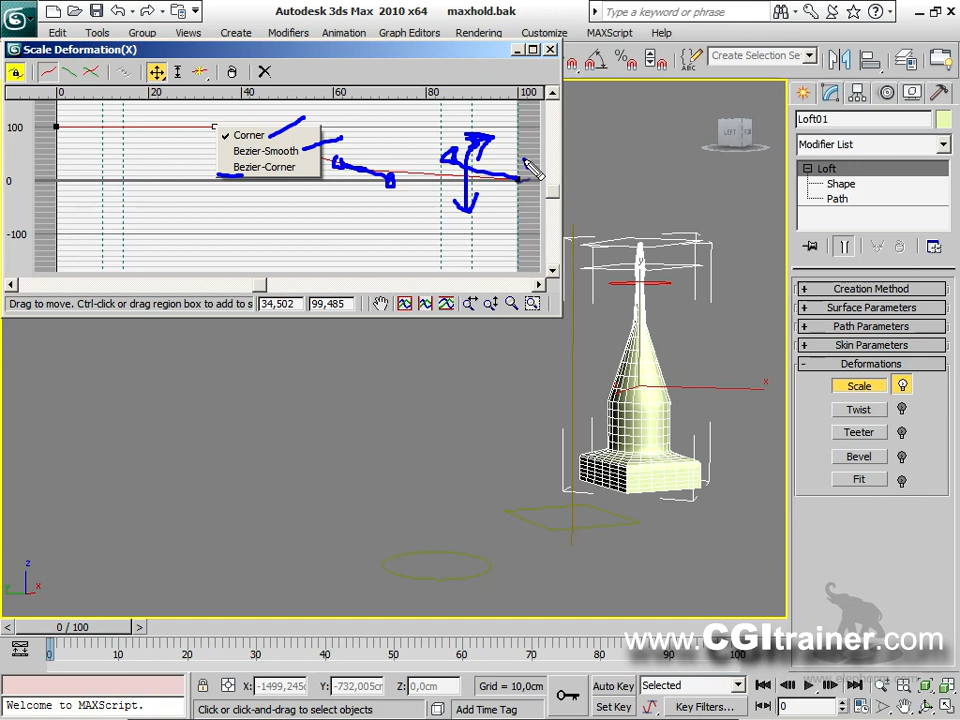 Autodesk 3ds Max 2010 x64 maxhold.bak
Type a keyword or phrase
Edit Tools Group Views Create Modifiers Animation Graph Editors Rendering Customize MAXScript Help
Scale Deformation(X)
Create Selection Se
ABC
0 20 40 60 80 100
100
0
-100
Corner
Bezier-Smooth
Bezier-Corner
Drag to move. Ctrl-click or drag region box to add to s 34,502 99,485
LEFT
Loft01
Modifier List
Loft
Shape
Path
+ Creation Method
+ Surface Parameters
+ Path Parameters
+ Skin Parameters
- Deformations
Scale
Twist
Teeter
Bevel
Fit
x
y
z
x
y
< 0 / 100 >
0 10 20 30 40 50 60 70 80 90 100
www.CGItrainer.com
Welcome to MAXScript.
X: -1499,245c Y: -732,005c Z: 0,0cm Grid = 10,0cm
Click or click-and-drag to select objects Add Time Tag
Auto Key Selected
Set Key Key Filters... 0